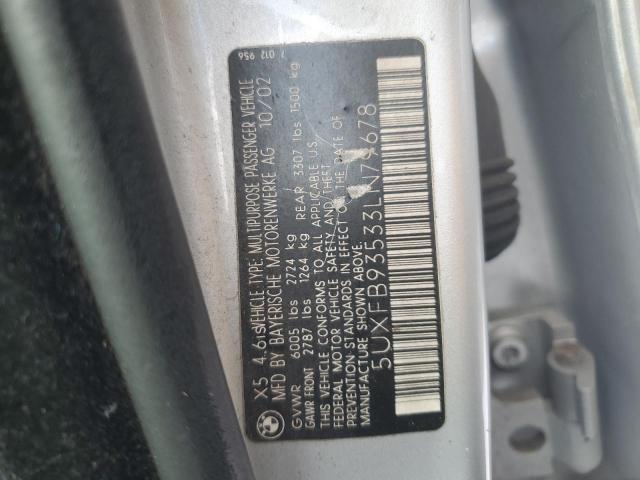 7 012 956
X5 4.6is VEHICLE TYPE: MULTIPURPOSE PASSENGER VEHICLE
MFD BY BAYERISCHE MOTORENWERKE AG 10/02
GVWR 6005 lbs 2724 kg
GAWR FRONT 2787 lbs 1264 kg REAR 3307 lbs 1500 kg
THIS VEHICLE CONFORMS TO ALL APPLICABLE U.S.
FEDERAL MOTOR VEHICLE SAFETY AND THEFT
PREVENTION STANDARDS IN EFFECT ON THE DATE OF
MANUFACTURE SHOWN ABOVE.